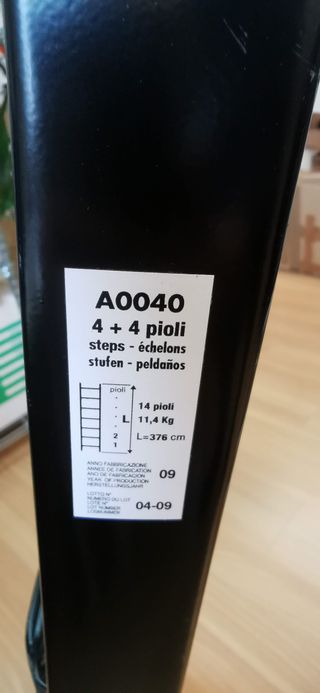 A0040
4 + 4 pioli
steps - échelons
stufen - peldaños
pioli
14 pioli
L 11,4 Kg
2 L=376 cm
1
ANNO FABBRICAZIONE
ANNEE DE FABRICATION
ANO DE FABRICACION 09
YEAR OF PRODUCTION
HERSTELLUNGSJAHR
LOTTO N°
NUMERO DU LOT
LOTE N° 04-09
LOT NUMBER
LOSNUMMER